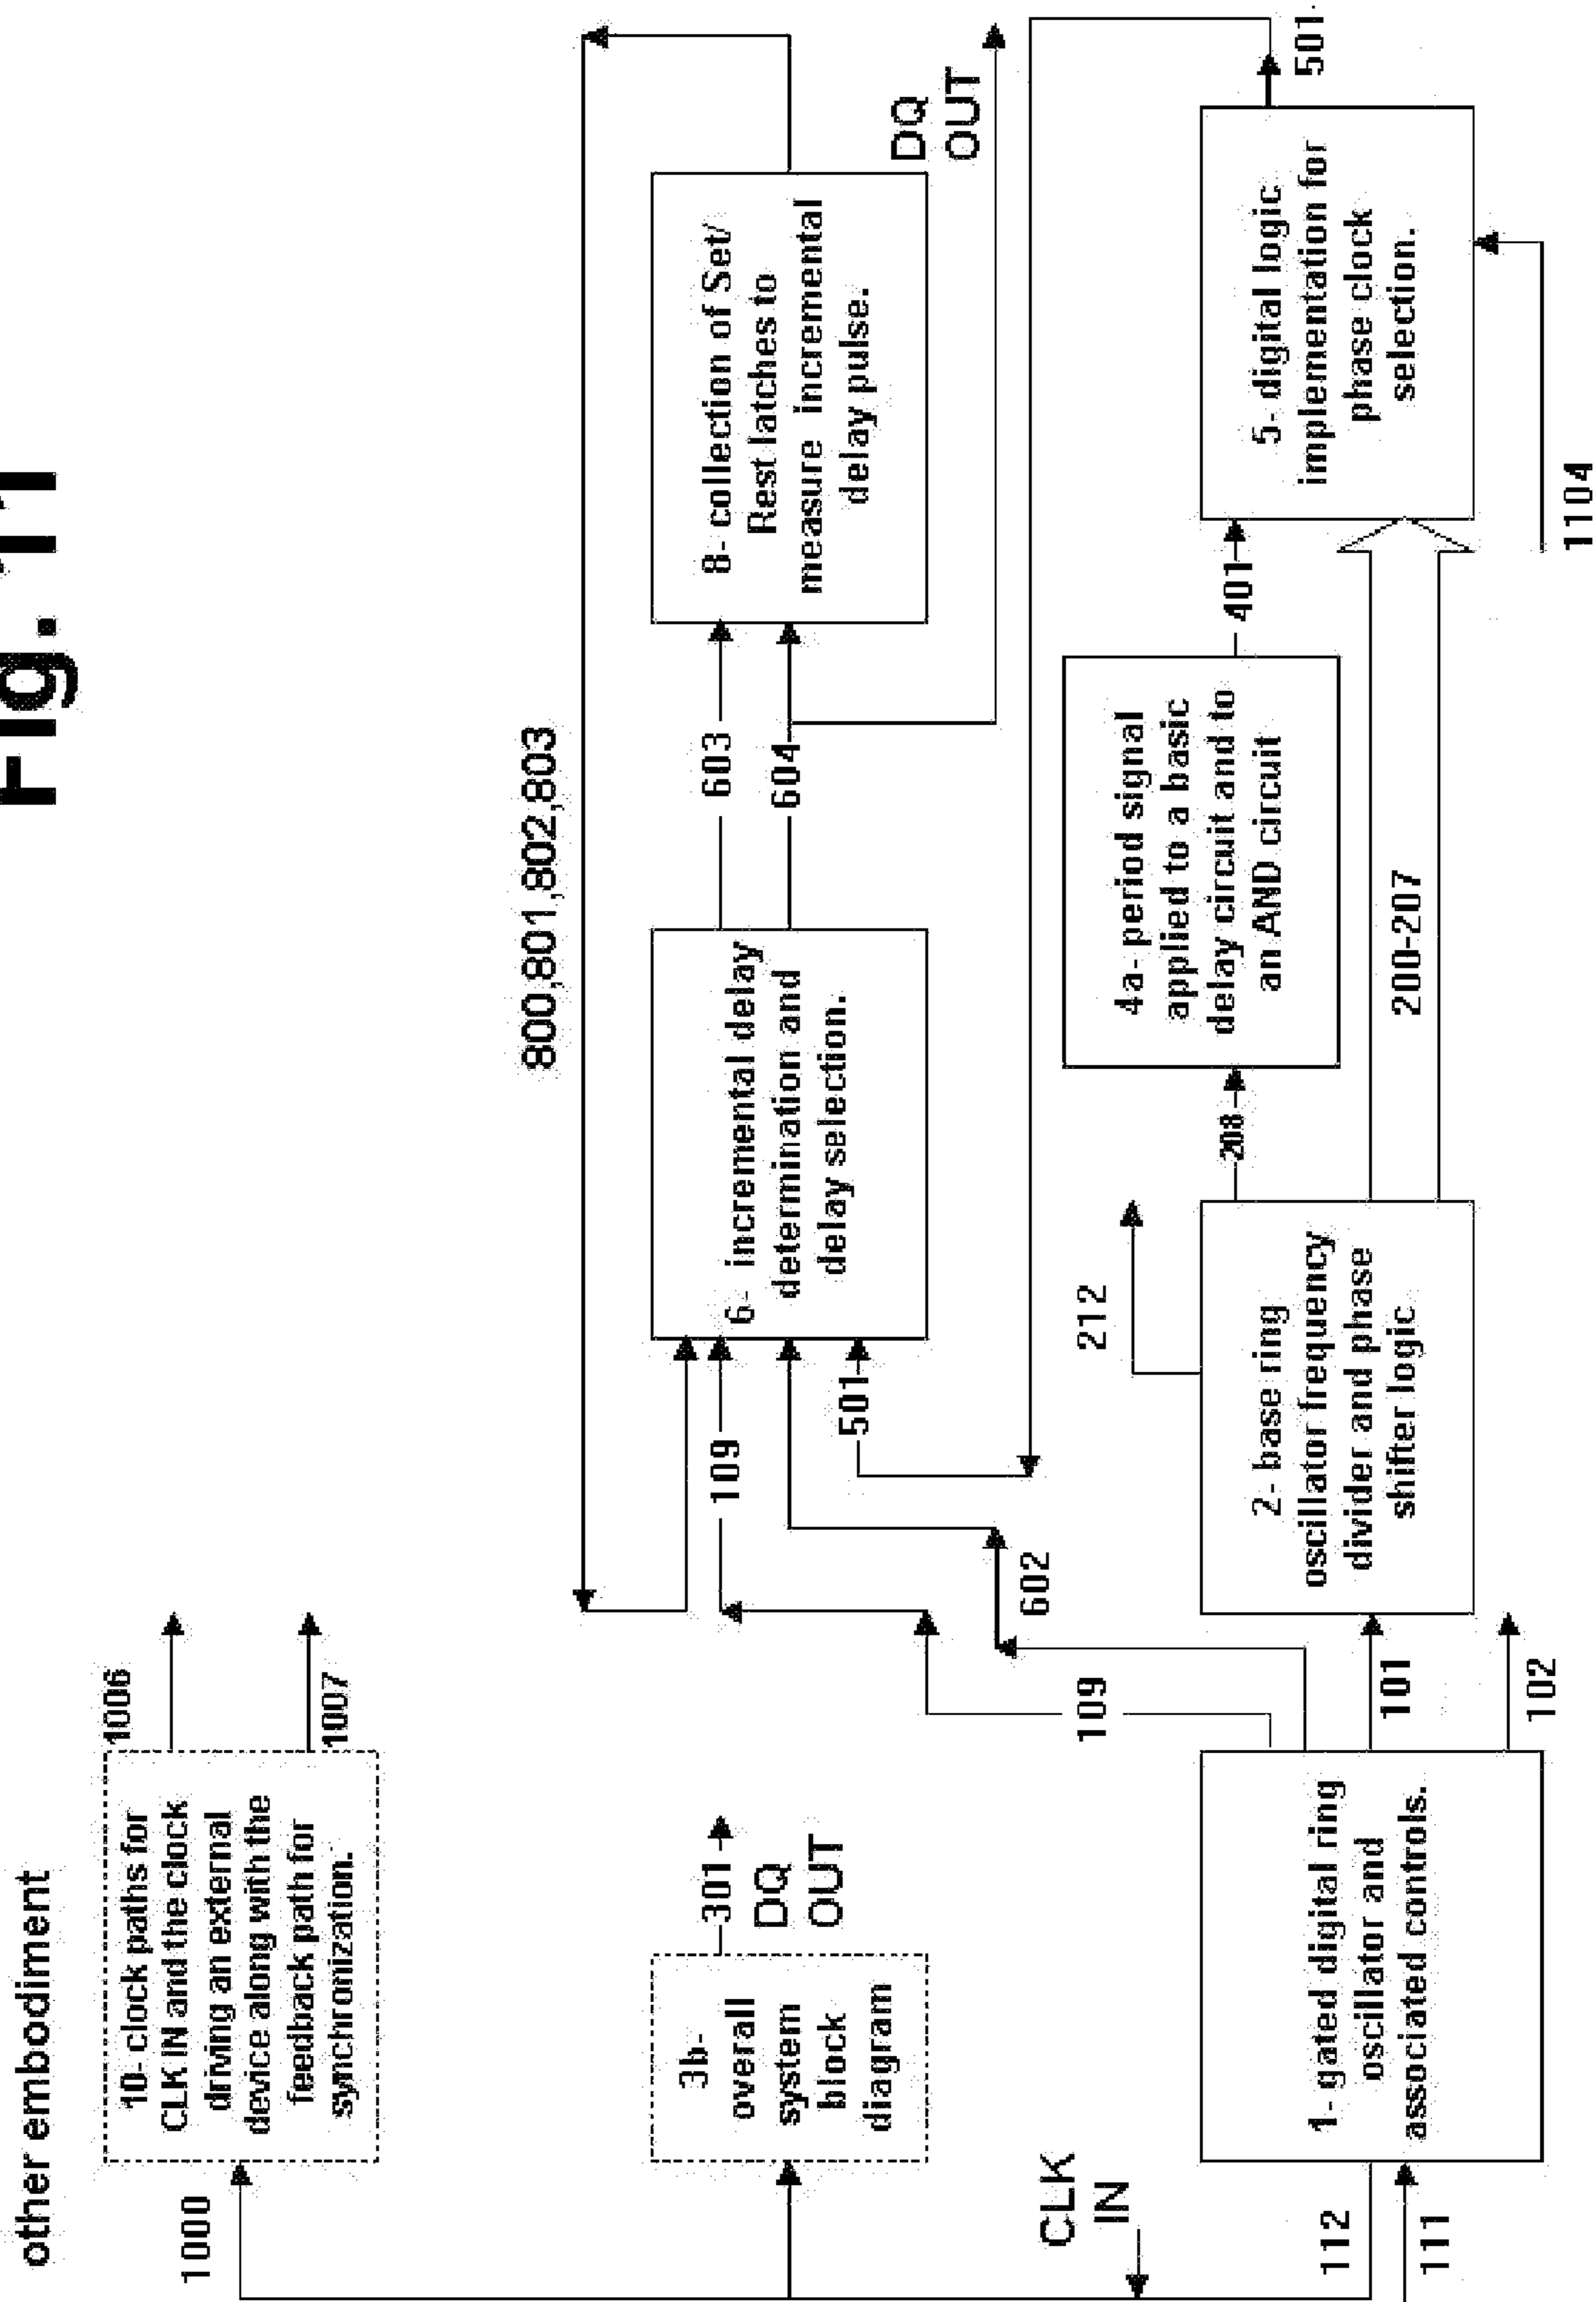 Fig. 11
other embodiment
1000
10- clock paths for
CLK IN and the clock
driving an external
device along with the
feedback path for
synchronization.
1006
1007
800,801,802,803
3b-
overall
system
block
diagram
301
DQ
OUT
109
501
6- incremental delay
determination and
delay selection.
603
604
8- collection of Set/
Rest latches to
measure incremental
delay pulse.
DQ
OUT
CLK
IN
112
111
1- gated digital ring
oscillator and
associated controls.
109
602
101
102
2- base ring
oscillator frequency
divider and phase
shifter logic
212
208
4a- period signal
applied to a basic
delay circuit and to
an AND circuit
401
200-207
5- digital logic
implementation for
phase clock
selection.
501
1104